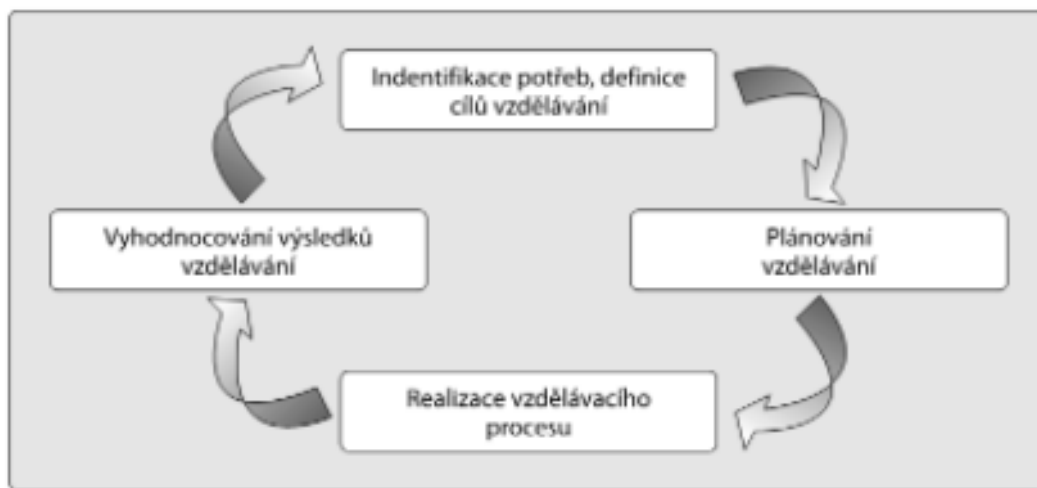 Indentifikace potřeb, definice
cílů vzdělávání
Vyhodnocování výsledků
vzdělávání
Plánování
vzdělávání
Realizace vzdělávacího
procesu